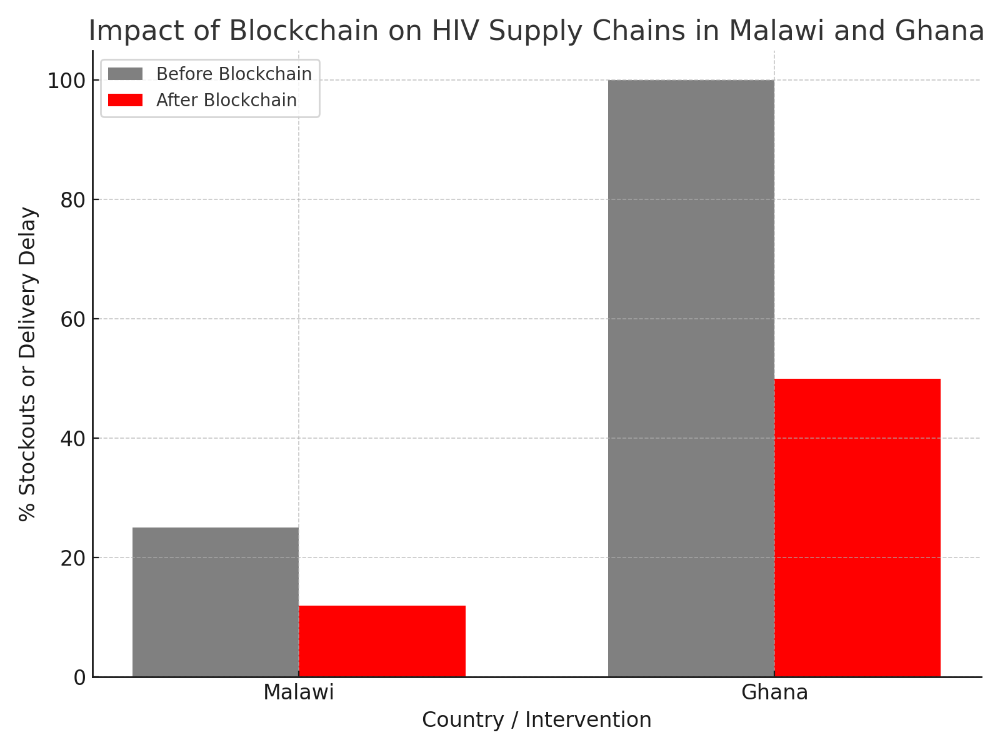 Impact of Blockchain on HIV Supply Chains in Malawi and Ghana
Before Blockchain
After Blockchain
% Stockouts or Delivery Delay
100
80
60
40
20
0
Malawi
Ghana
Country / Intervention